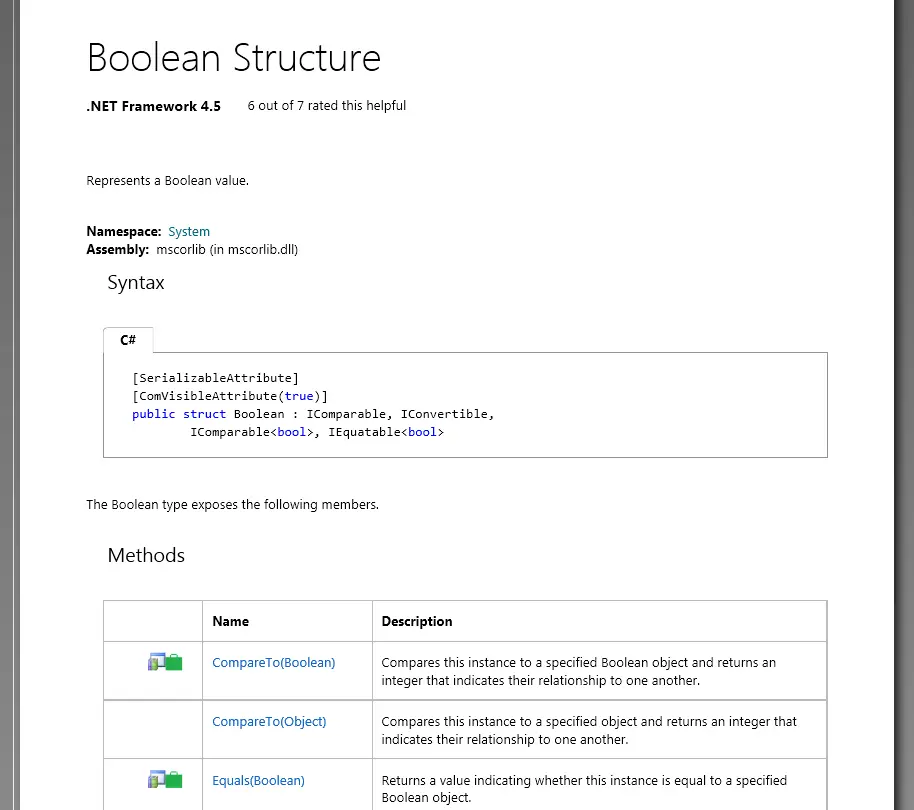 Boolean Structure
.NET Framework 4.5 6 out of 7 rated this helpful
Represents a Boolean value.
Namespace: System
Assembly: mscorlib (in mscorlib.dll)
Syntax
C#
[SerializableAttribute]
[ComVisibleAttribute(true)]
public struct Boolean : IComparable, IConvertible,
IComparable<bool>, IEquatable<bool>
The Boolean type exposes the following members.
Methods
Name Description
CompareTo(Boolean) Compares this instance to a specified Boolean object and returns an
integer that indicates their relationship to one another.
CompareTo(Object) Compares this instance to a specified object and returns an integer that
indicates their relationship to one another.
Equals(Boolean) Returns a value indicating whether this instance is equal to a specified
Boolean object.